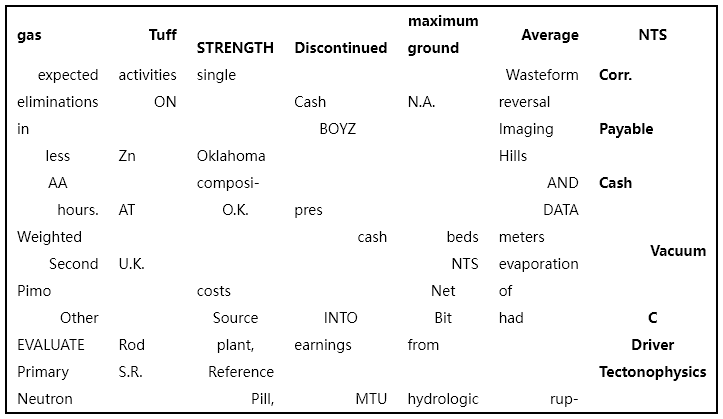 gas Tuff STRENGTH Discontinued maximum ground Average NTS
expected activities single Wasteform Corr.
eliminations ON Cash N.A. reversal
in BOYZ Imaging Payable
less Zn Oklahoma Hills
AA composi- AND Cash
hours. AT O.K. pres DATA
Weighted cash beds meters Vacuum
Second U.K. NTS evaporation
Pimo costs Net of
Other Source INTO Bit had C
EVALUATE Rod plant, earnings from Driver
Primary S.R. Reference Tectonophysics
Neutron Pill, MTU hydrologic rup-